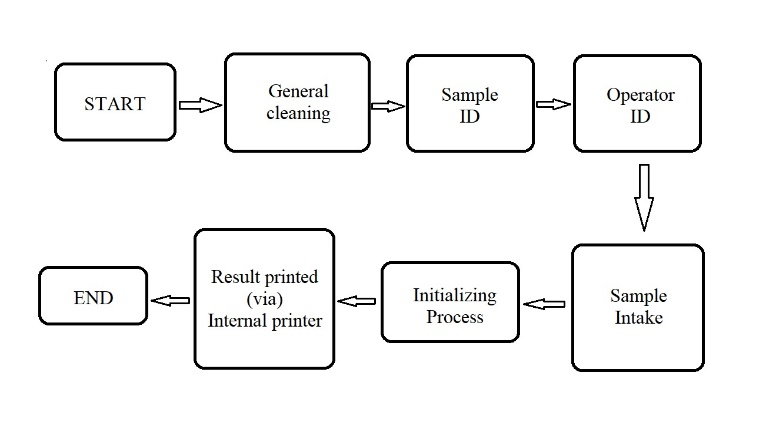 START
General
cleaning
Sample
ID
Operator
ID
Sample
Intake
Initializing
Process
Result printed
(via)
Internal printer
END